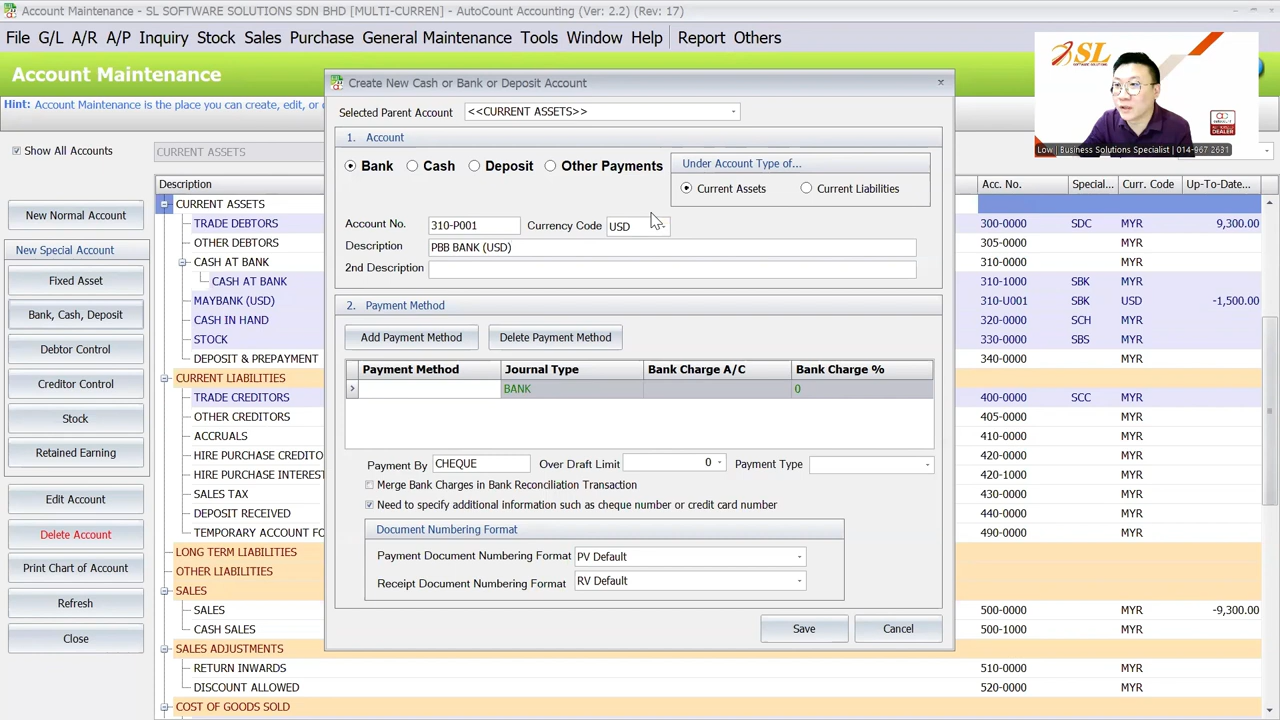 Account Maintenance - SL SOFTWARE SOLUTIONS SDN BHD [MULTI-CURREN] - AutoCount Accounting (Ver: 2.2) (Rev: 17)
File G/L A/R A/P Inquiry Stock Sales Purchase General Maintenance Tools Window Help Report Others
Account Maintenance
SL
SOFTWARE SOLUTIONS
DEALER
Low | Business Solutions Specialist | 014-967 2631
Hint: Account Maintenance is the place you can create, edit, or
Show All Accounts
CURRENT ASSETS
New Normal Account
New Special Account
Fixed Asset
Bank, Cash, Deposit
Debtor Control
Creditor Control
Stock
Retained Earning
Edit Account
Delete Account
Print Chart of Account
Refresh
Close
Description
CURRENT ASSETS
TRADE DEBTORS
OTHER DEBTORS
CASH AT BANK
CASH AT BANK
MAYBANK (USD)
CASH IN HAND
STOCK
DEPOSIT & PREPAYMENT
CURRENT LIABILITIES
TRADE CREDITORS
OTHER CREDITORS
ACCRUALS
HIRE PURCHASE CREDITO
HIRE PURCHASE INTEREST
SALES TAX
DEPOSIT RECEIVED
TEMPORARY ACCOUNT FO
LONG TERM LIABILITIES
OTHER LIABILITIES
SALES
SALES
CASH SALES
SALES ADJUSTMENTS
RETURN INWARDS
DISCOUNT ALLOWED
COST OF GOODS SOLD
Create New Cash or Bank or Deposit Account
Selected Parent Account <<CURRENT ASSETS>>
1. Account
Bank Cash Deposit Other Payments
Under Account Type of...
Current Assets Current Liabilities
Account No. 310-P001 Currency Code USD
Description PBB BANK (USD)
2nd Description
2. Payment Method
Add Payment Method Delete Payment Method
Payment Method Journal Type Bank Charge A/C Bank Charge %
BANK 0
Payment By CHEQUE Over Draft Limit 0 Payment Type
Merge Bank Charges in Bank Reconciliation Transaction
Need to specify additional information such as cheque number or credit card number
Document Numbering Format
Payment Document Numbering Format PV Default
Receipt Document Numbering Format RV Default
Save Cancel
Acc. No. Special... Curr. Code Up-To-Date...
300-0000 SDC MYR 9,300.00
305-0000 MYR
310-0000 MYR
310-1000 SBK MYR
310-U001 SBK USD -1,500.00
320-0000 SCH MYR
330-0000 SBS MYR
340-0000 MYR
400-0000 SCC MYR
405-0000 MYR
410-0000 MYR
420-0000 MYR
420-1000 MYR
430-0000 MYR
440-0000 MYR
490-0000 MYR
500-0000 MYR -9,300.00
500-1000 MYR
510-0000 MYR
520-0000 MYR